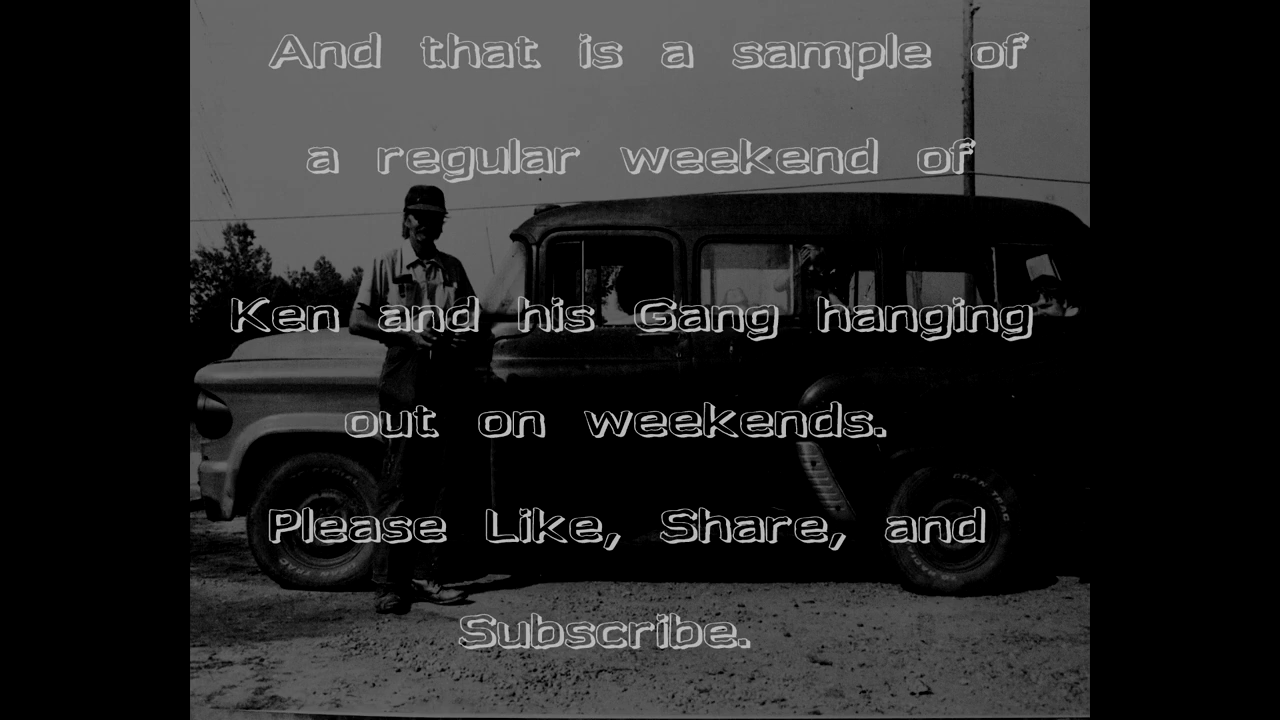 And that is a sample of
a regular weekend of
Ken and his Gang hanging
out on weekends.
Please Like, Share, and
Subscribe.